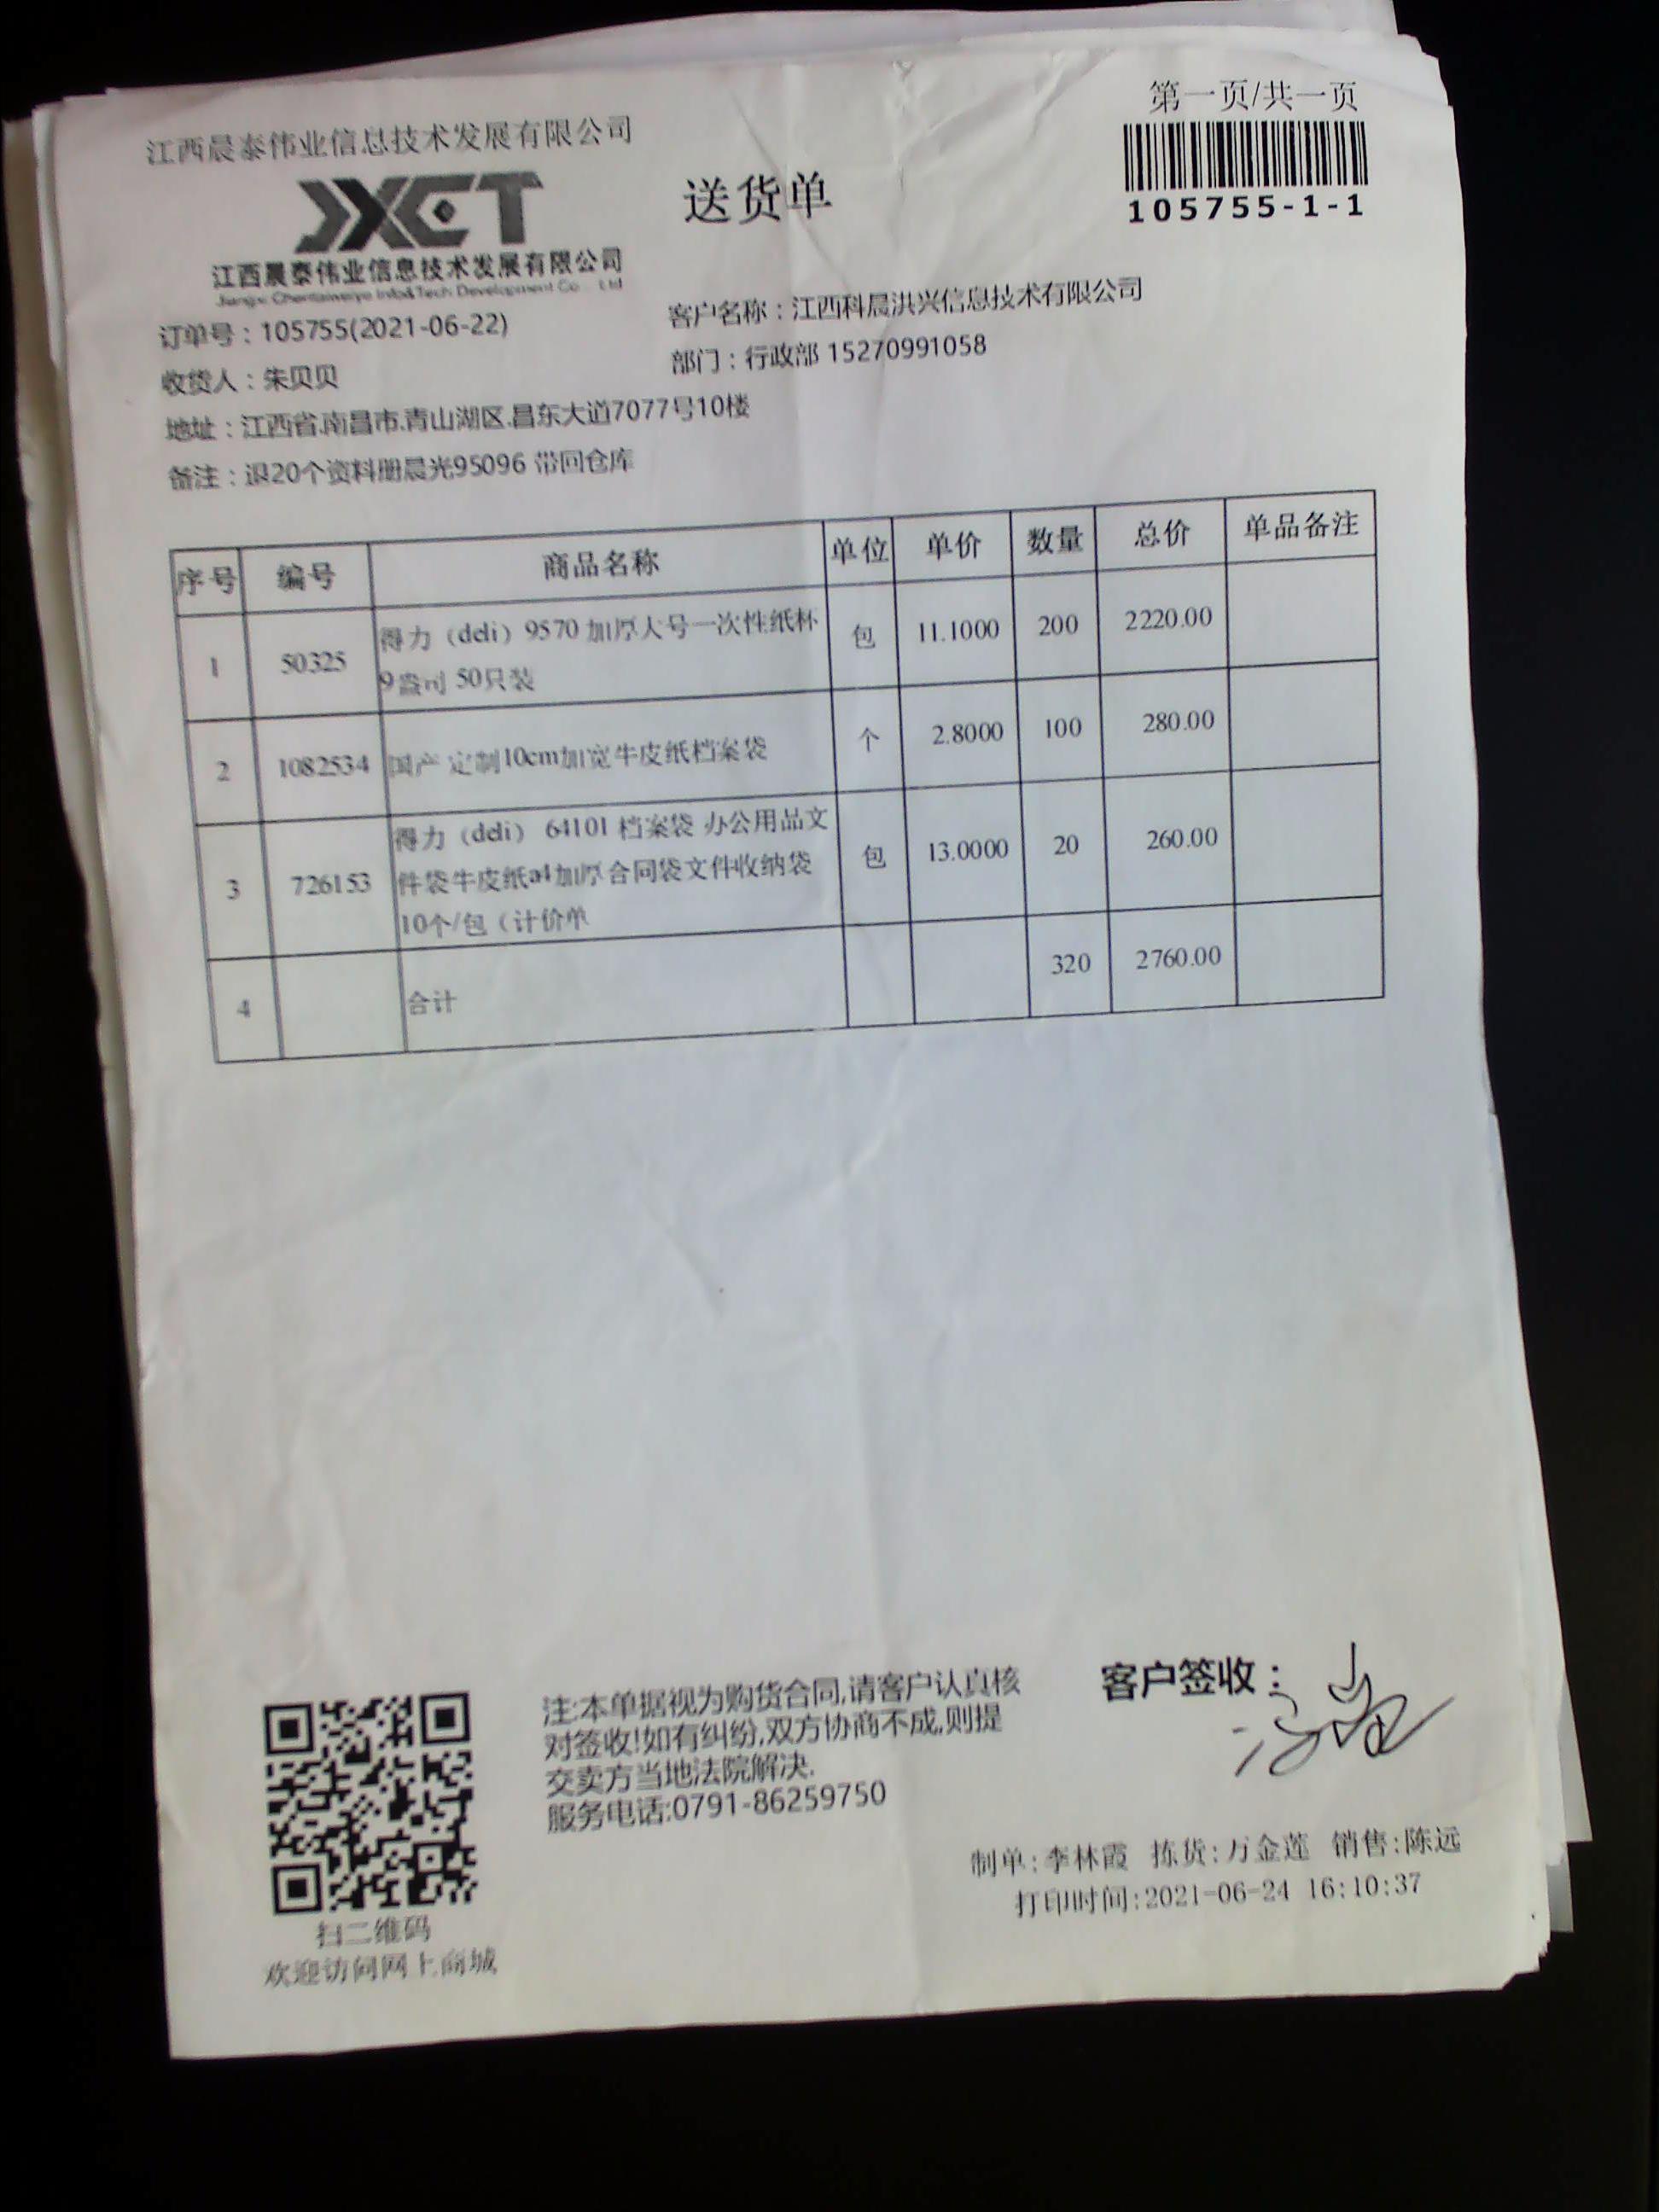 第一页/共一页
江西晨泰伟业信息技术发展有限公司
JXCT
送货单
105755-1-1
江西晨泰伟业信息技术发展有限公司
Jiangxi Chentaiweiye Info&Tech Development Co., Ltd
客户名称：江西科晨洪兴信息技术有限公司
订单号：105755(2021-06-22)
部门：行政部 15270991058
收货人：朱贝贝
地址：江西省.南昌市.青山湖区.昌东大道7077号10楼
备注：退20个资料册晨光95096 带回仓库
序号 编号 商品名称 单位 单价 数量 总价 单品备注
1 50325 得力（deli）9570 加厚大号一次性纸杯 包 11.1000 200 2220.00
9盎司 50只装
2 1082534 国产 定制10cm加宽牛皮纸档案袋 个 2.8000 100 280.00
得力（deli） 64101 档案袋 办公用品文
3 726153 件袋牛皮纸a4加厚合同袋文件收纳袋 包 13.0000 20 260.00
10个/包（计价单
4 合计 320 2760.00
注:本单据视为购货合同,请客户认真核
对签收!如有纠纷,双方协商不成,则提
交卖方当地法院解决.
服务电话:0791-86259750
客户签收：
制单:李林霞 拣货:万金莲 销售:陈远
打印时间:2021-06-24 16:10:37
扫二维码
欢迎访问网上商城